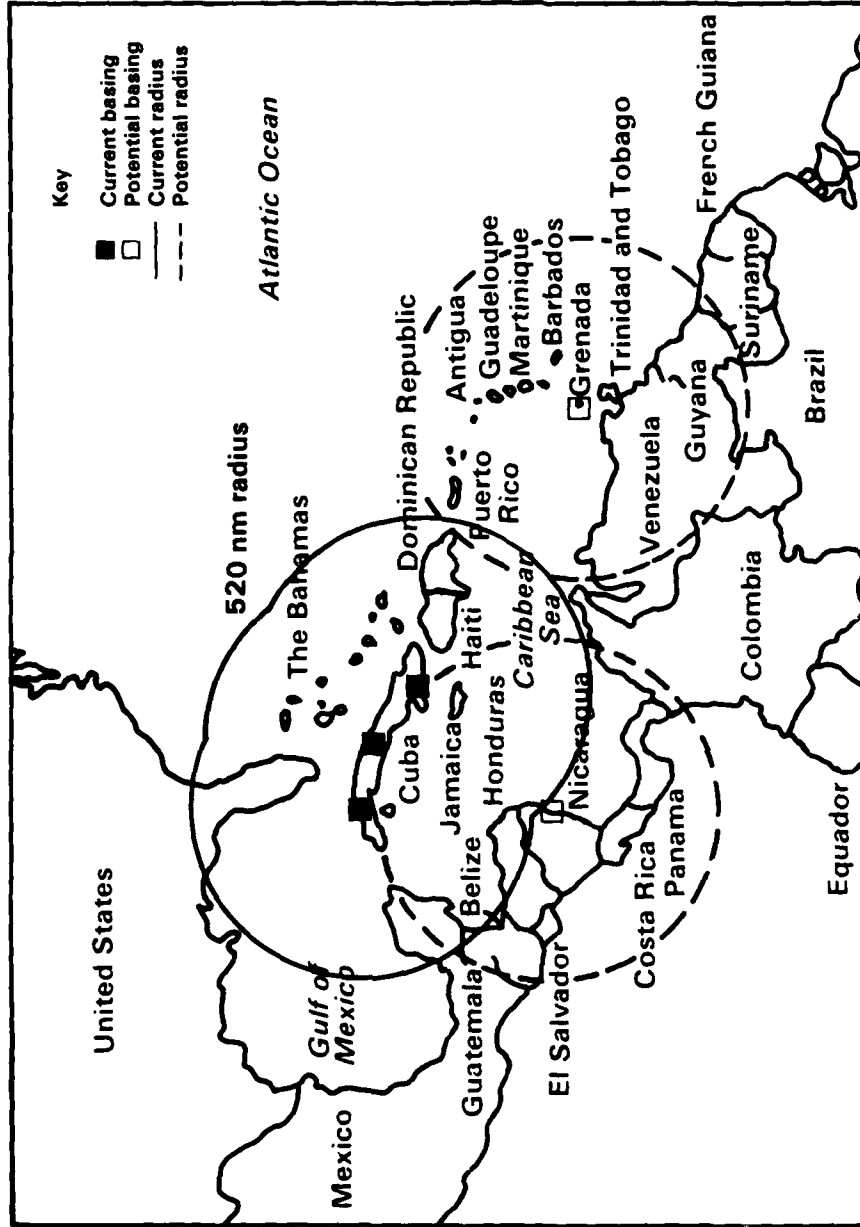 Key
Current basing
Potential basing
Current radius
Potential radius
United States
Atlantic Ocean
520 nm radius
The Bahamas
Gulf of
Mexico
Mexico
Cuba
Dominican Republic
Haiti
Puerto
Rico
Antigua
Guadeloupe
Martinique
Barbados
Grenada
Trinidad and Tobago
Jamaica
Caribbean
Sea
Belize
Honduras
Guatemala
Nicaragua
El Salvador
Costa Rica
Panama
Venezuela
Guyana
Suriname
French Guiana
Colombia
Brazil
Equador